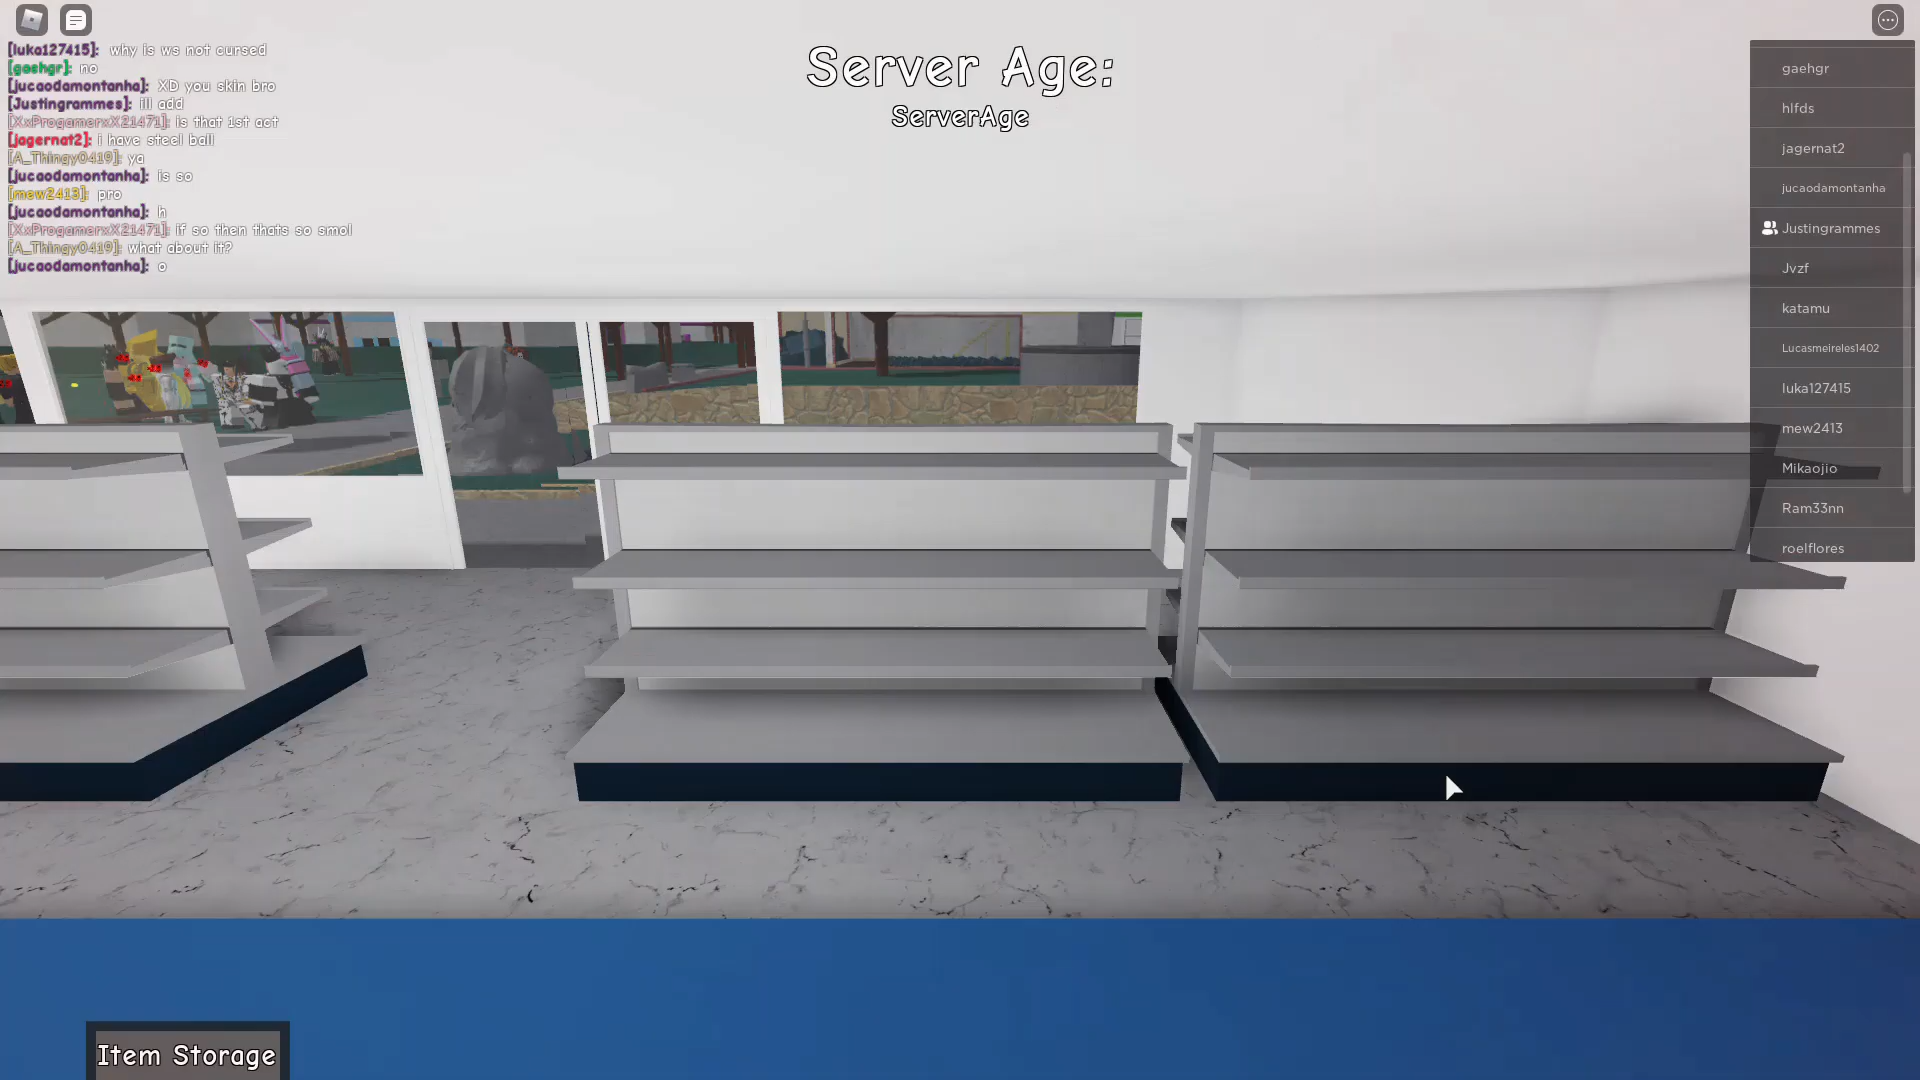 [luka127415]: why is ws not cursed
[gaehgr]: no
[jucaodamontanha]: XD you skin bro
[Justingrammes]: ill add
[XxProgamerxX21471]: is that 1st act
[jagernat2]: i have steel ball
[A_Thingy0419]: ya
[jucaodamontanha]: is so
[mew2413]: pro
[jucaodamontanha]: h
[XxProgamerxX21471]: if so then thats so smol
[A_Thingy0419]: what about it?
[jucaodamontanha]: o
Server Age:
ServerAge
gaehgr
hlfds
jagernat2
jucaodamontanha
Justingrammes
Jvzf
katamu
Lucasmeireles1402
luka127415
mew2413
Mikaojio
Ram33nn
roelflores
Item Storage